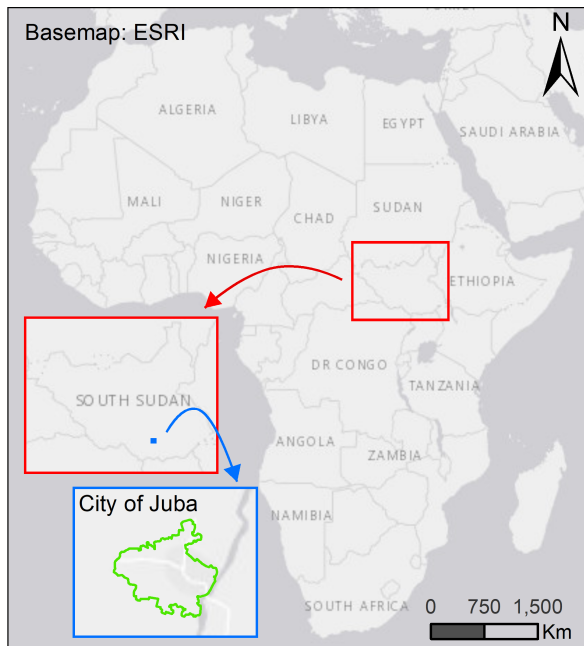 Basemap: ESRI
N
ALGERIA
LIBYA
EGYPT
SAUDI ARABIA
MALI
NIGER
CHAD
SUDAN
NIGERIA
ETHIOPIA
SOUTH SUDAN
DR CONGO
TANZANIA
ANGOLA
ZAMBIA
City of Juba
NAMIBIA
SOUTH AFRICA
0 750 1,500
Km